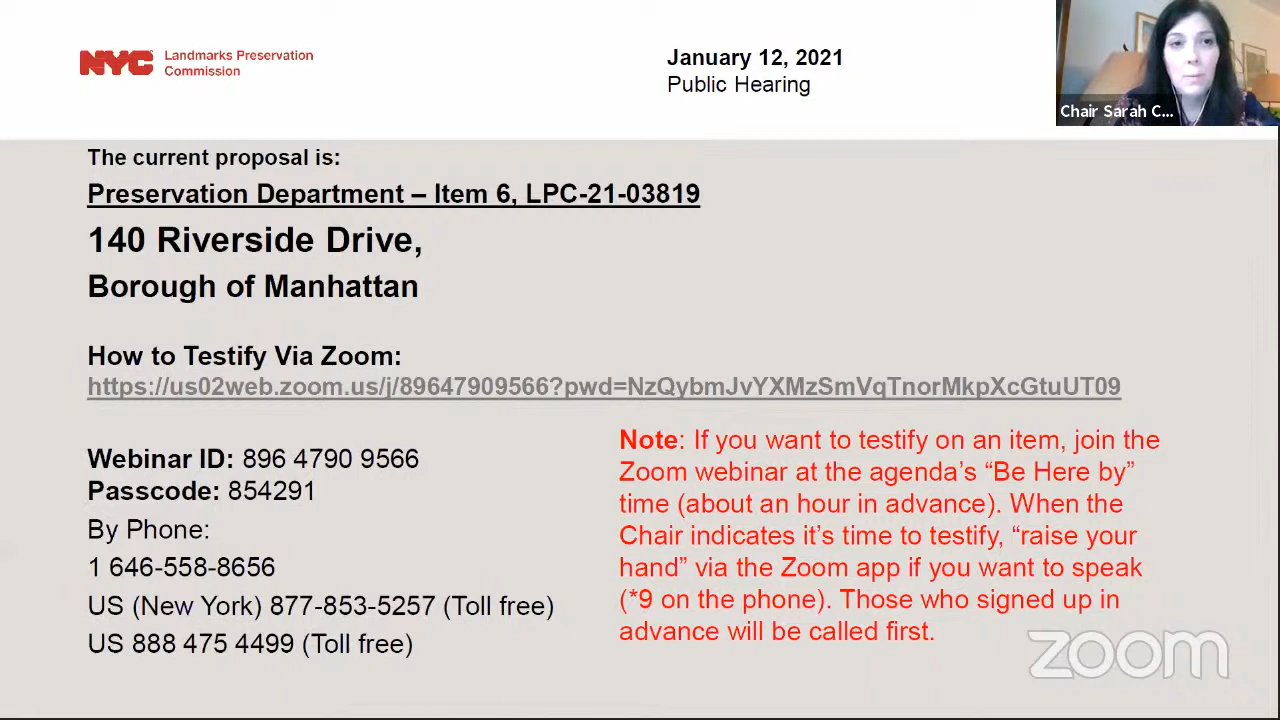 NYC Landmarks Preservation
Commission
January 12, 2021
Public Hearing
Chair Sarah C...
The current proposal is:
Preservation Department – Item 6, LPC-21-03819
140 Riverside Drive,
Borough of Manhattan
How to Testify Via Zoom:
https://us02web.zoom.us/j/89647909566?pwd=NzQybmJvYXMzSmVqTnorMkpXcGtuUT09
Webinar ID: 896 4790 9566
Passcode: 854291
By Phone:
1 646-558-8656
US (New York) 877-853-5257 (Toll free)
US 888 475 4499 (Toll free)
Note: If you want to testify on an item, join the
Zoom webinar at the agenda’s “Be Here by”
time (about an hour in advance). When the
Chair indicates it’s time to testify, “raise your
hand” via the Zoom app if you want to speak
(*9 on the phone). Those who signed up in
advance will be called first.
zoom